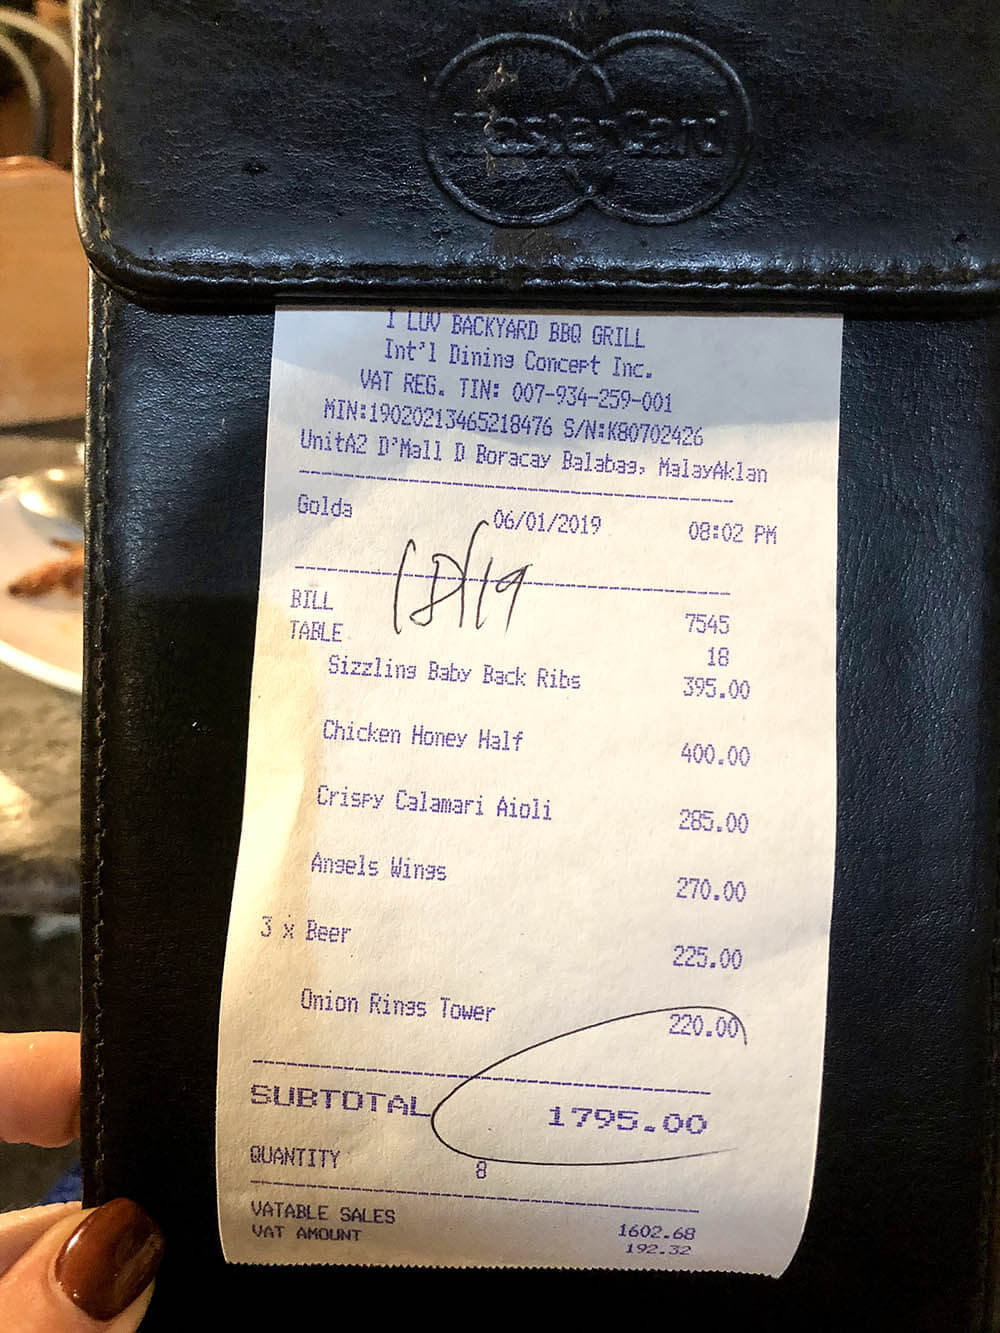 MasterCard
I LUV BACKYARD BBQ GRILL
Int'l Dining Concept Inc.
VAT REG. TIN: 007-934-259-001
MIN:19020213465218476 S/N:K80702426
UnitA2 D'Mall D Boracay Balabag, MalayAklan
Golda 06/01/2019 08:02 PM
BILL 7545
TABLE 18
Sizzling Baby Back Ribs 395.00
Chicken Honey Half 400.00
Crispy Calamari Aioli 285.00
Angels Wings 270.00
3 x Beer 225.00
Onion Rings Tower 220.00
SUBTOTAL 1795.00
QUANTITY 8
VATABLE SALES 1602.68
VAT AMOUNT 192.32